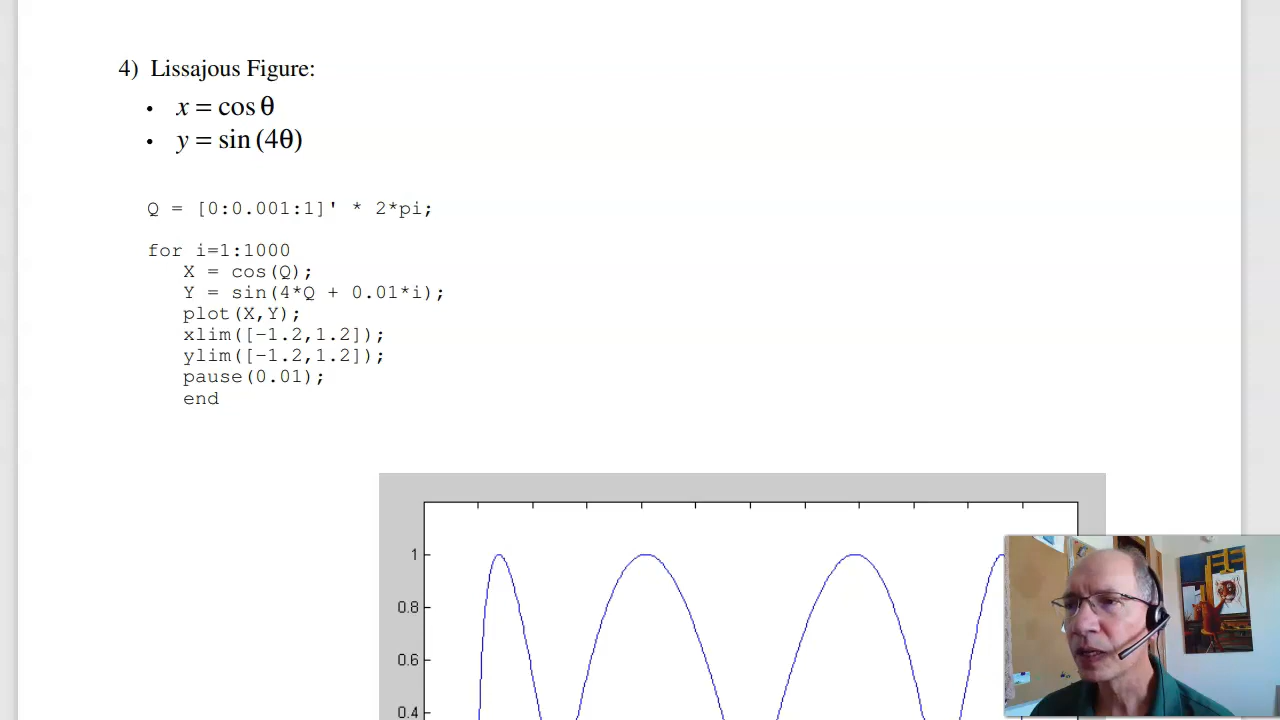 4) Lissajous Figure:
• x = cos θ
• y = sin (4θ)
Q = [0:0.001:1]' * 2*pi;
for i=1:1000
X = cos(Q);
Y = sin(4*Q + 0.01*i);
plot(X,Y);
xlim([-1.2,1.2]);
ylim([-1.2,1.2]);
pause(0.01);
end
1
0.8
0.6
0.4